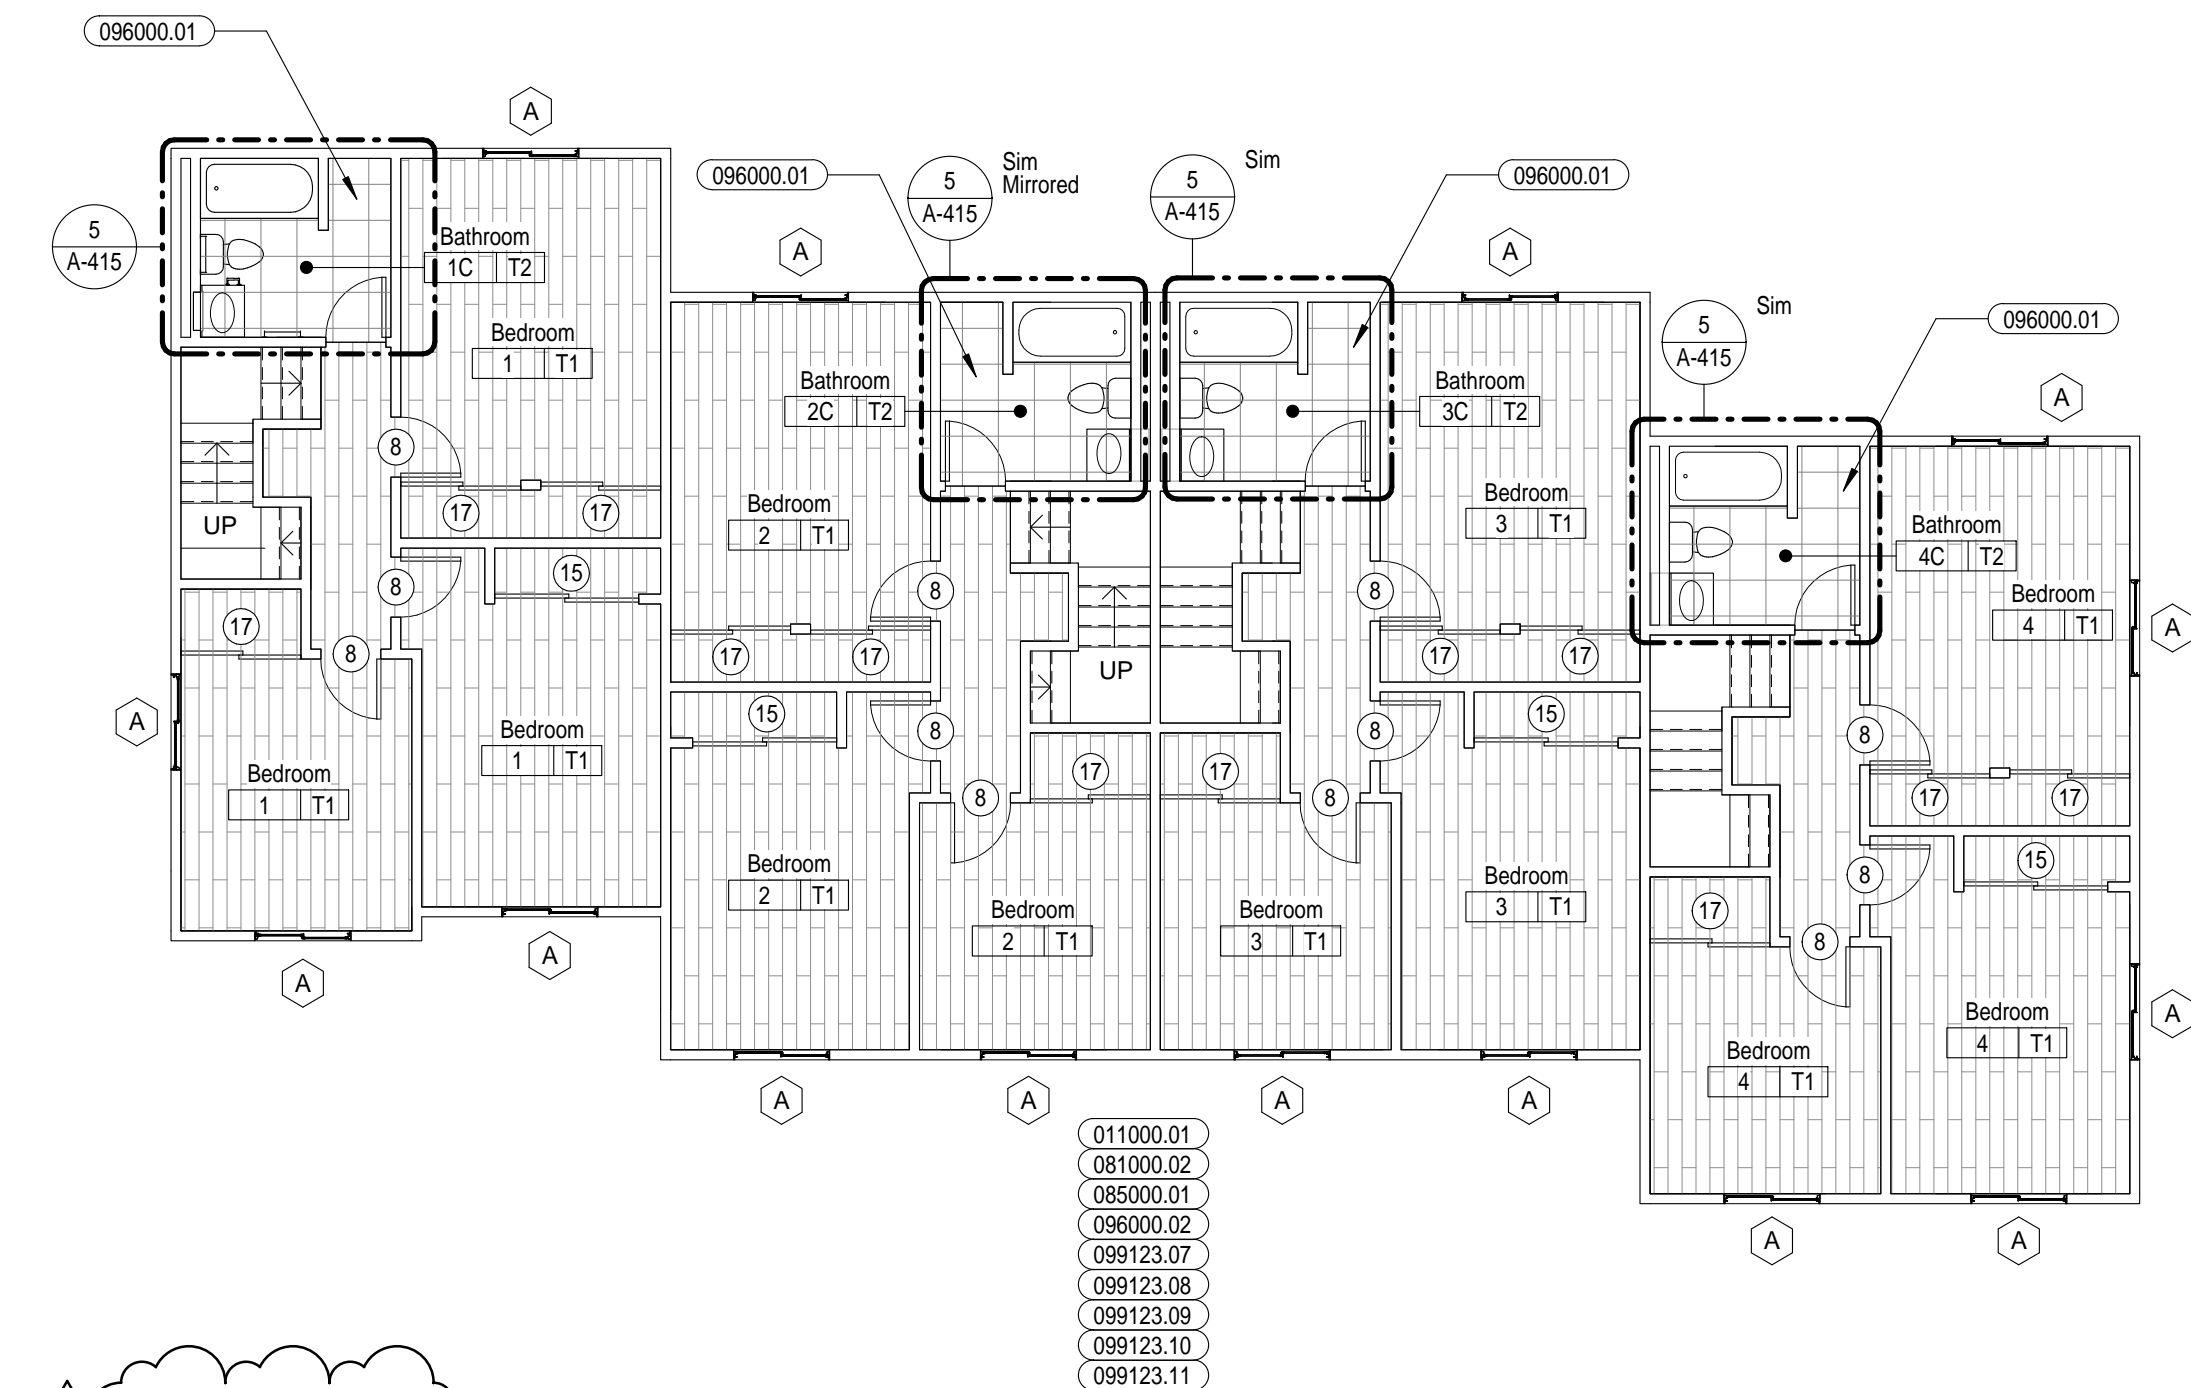 096000.01
A
5
A-415
Bathroom
1C T2
Bedroom
1 T1
8
17
17
UP
8
15
17
8
A
Bedroom
1 T1
Bedroom
1 T1
A
A
096000.01
5
A-415
Sim
Mirrored
A
Bathroom
2C T2
Bedroom
2 T1
8
17
17
UP
15
8
17
8
Bedroom
2 T1
Bedroom
2 T1
A
A
5
A-415
Sim
096000.01
A
Bathroom
3C T2
Bedroom
3 T1
8
17
17
15
8
17
8
Bedroom
3 T1
Bedroom
3 T1
A
A
5
A-415
Sim
096000.01
A
Bathroom
4C T2
Bedroom
4 T1
A
8
17
17
15
8
17
8
Bedroom
4 T1
A
Bedroom
4 T1
A
A
011000.01
081000.02
085000.01
096000.02
099123.07
099123.08
099123.09
099123.10
099123.11